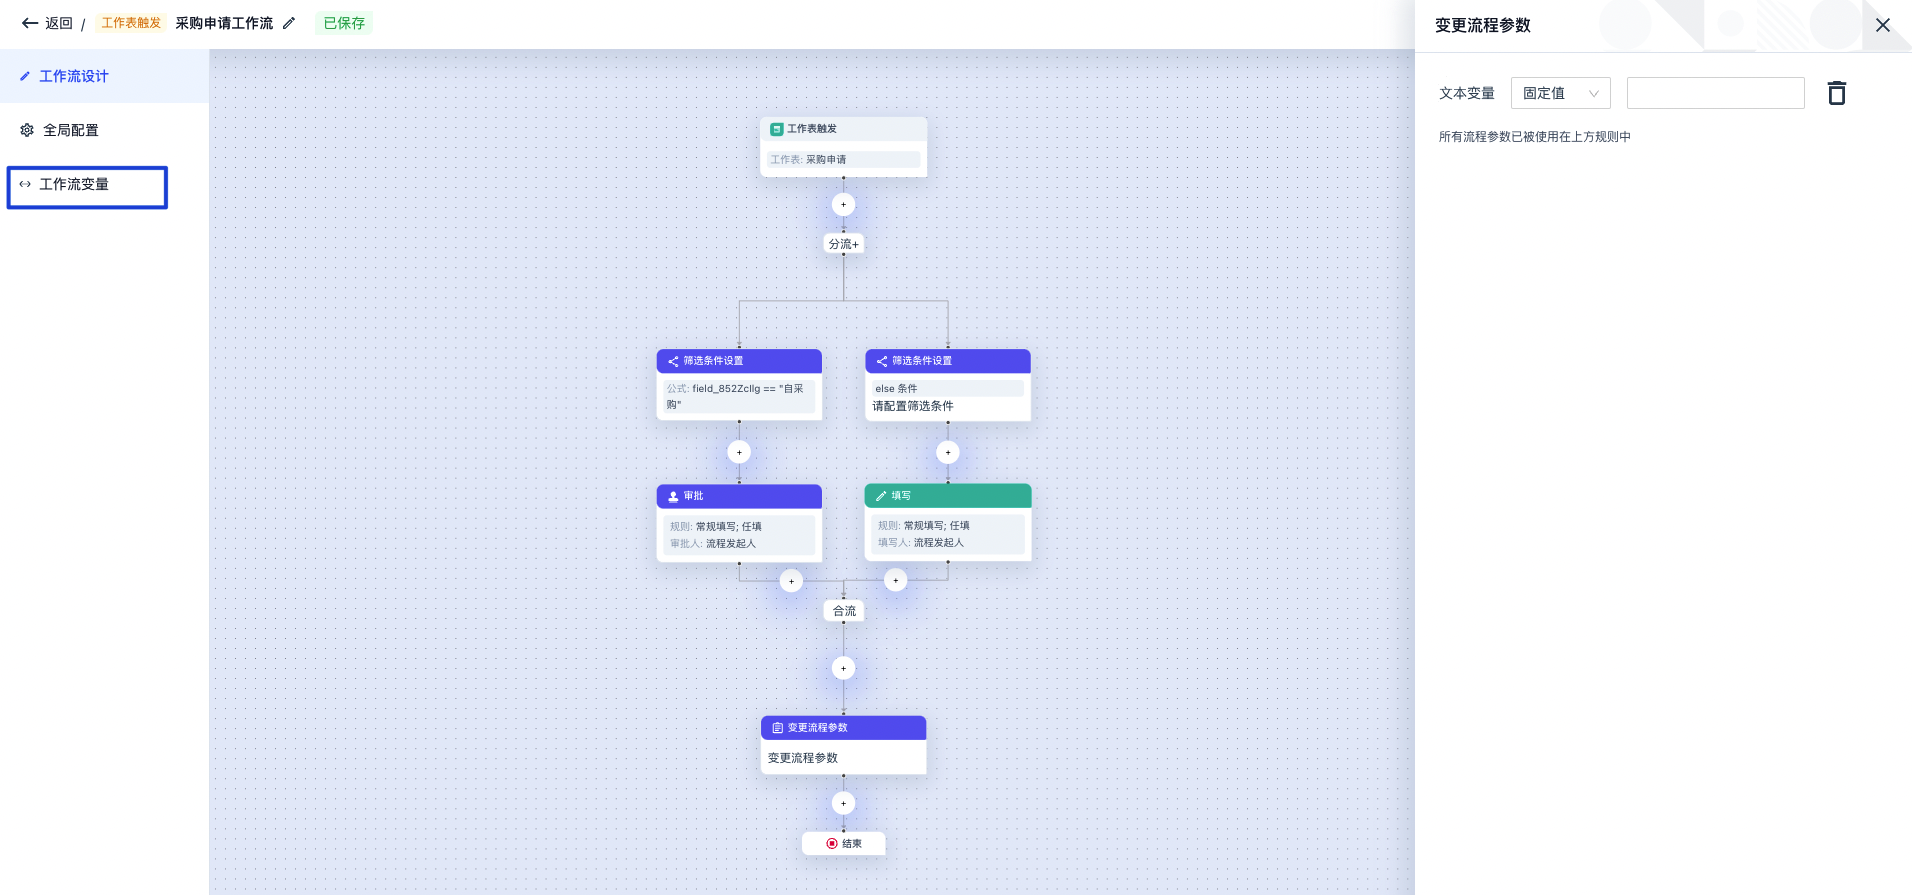 返回 / 工作表触发 采购申请工作流 已保存
工作流设计
全局配置
工作流变量
工作表触发
工作表: 采购申请
+
分流+
筛选条件设置
公式: field_852Zcllg == "自采
购"
+
筛选条件设置
else 条件
请配置筛选条件
+
审批
规则: 常规填写; 任填
审批人: 流程发起人
+
填写
规则: 常规填写; 任填
填写人: 流程发起人
+
合流
+
变更流程参数
变更流程参数
+
结束
变更流程参数
文本变量 固定值
所有流程参数已被使用在上方规则中